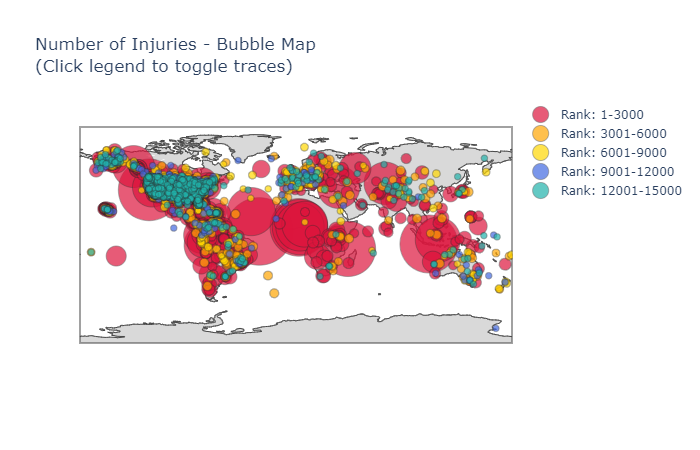 Number of Injuries - Bubble Map
(Click legend to toggle traces)
Rank: 1-3000
Rank: 3001-6000
Rank: 6001-9000
Rank: 9001-12000
Rank: 12001-15000